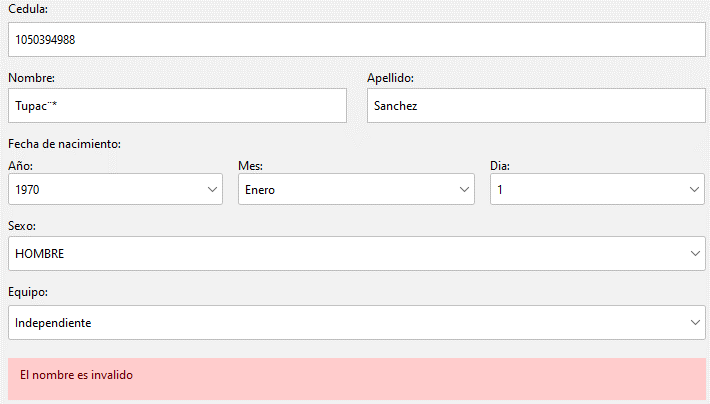 Cedula:
1050394988
Nombre: Apellido:
Tupac¨* Sanchez
Fecha de nacimiento:
Año: Mes: Dia:
1970 Enero 1
Sexo:
HOMBRE
Equipo:
Independiente
El nombre es invalido